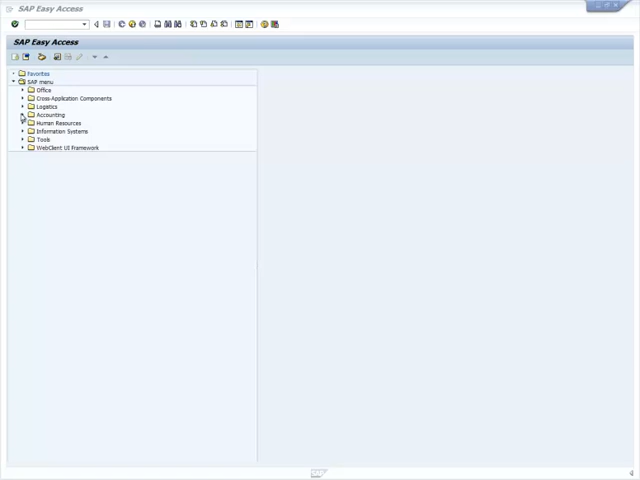 SAP Easy Access
SAP Easy Access
Favorites
SAP menu
Office
Cross-Application Components
Logistics
Accounting
Human Resources
Information Systems
Tools
WebClient UI Framework
SAP